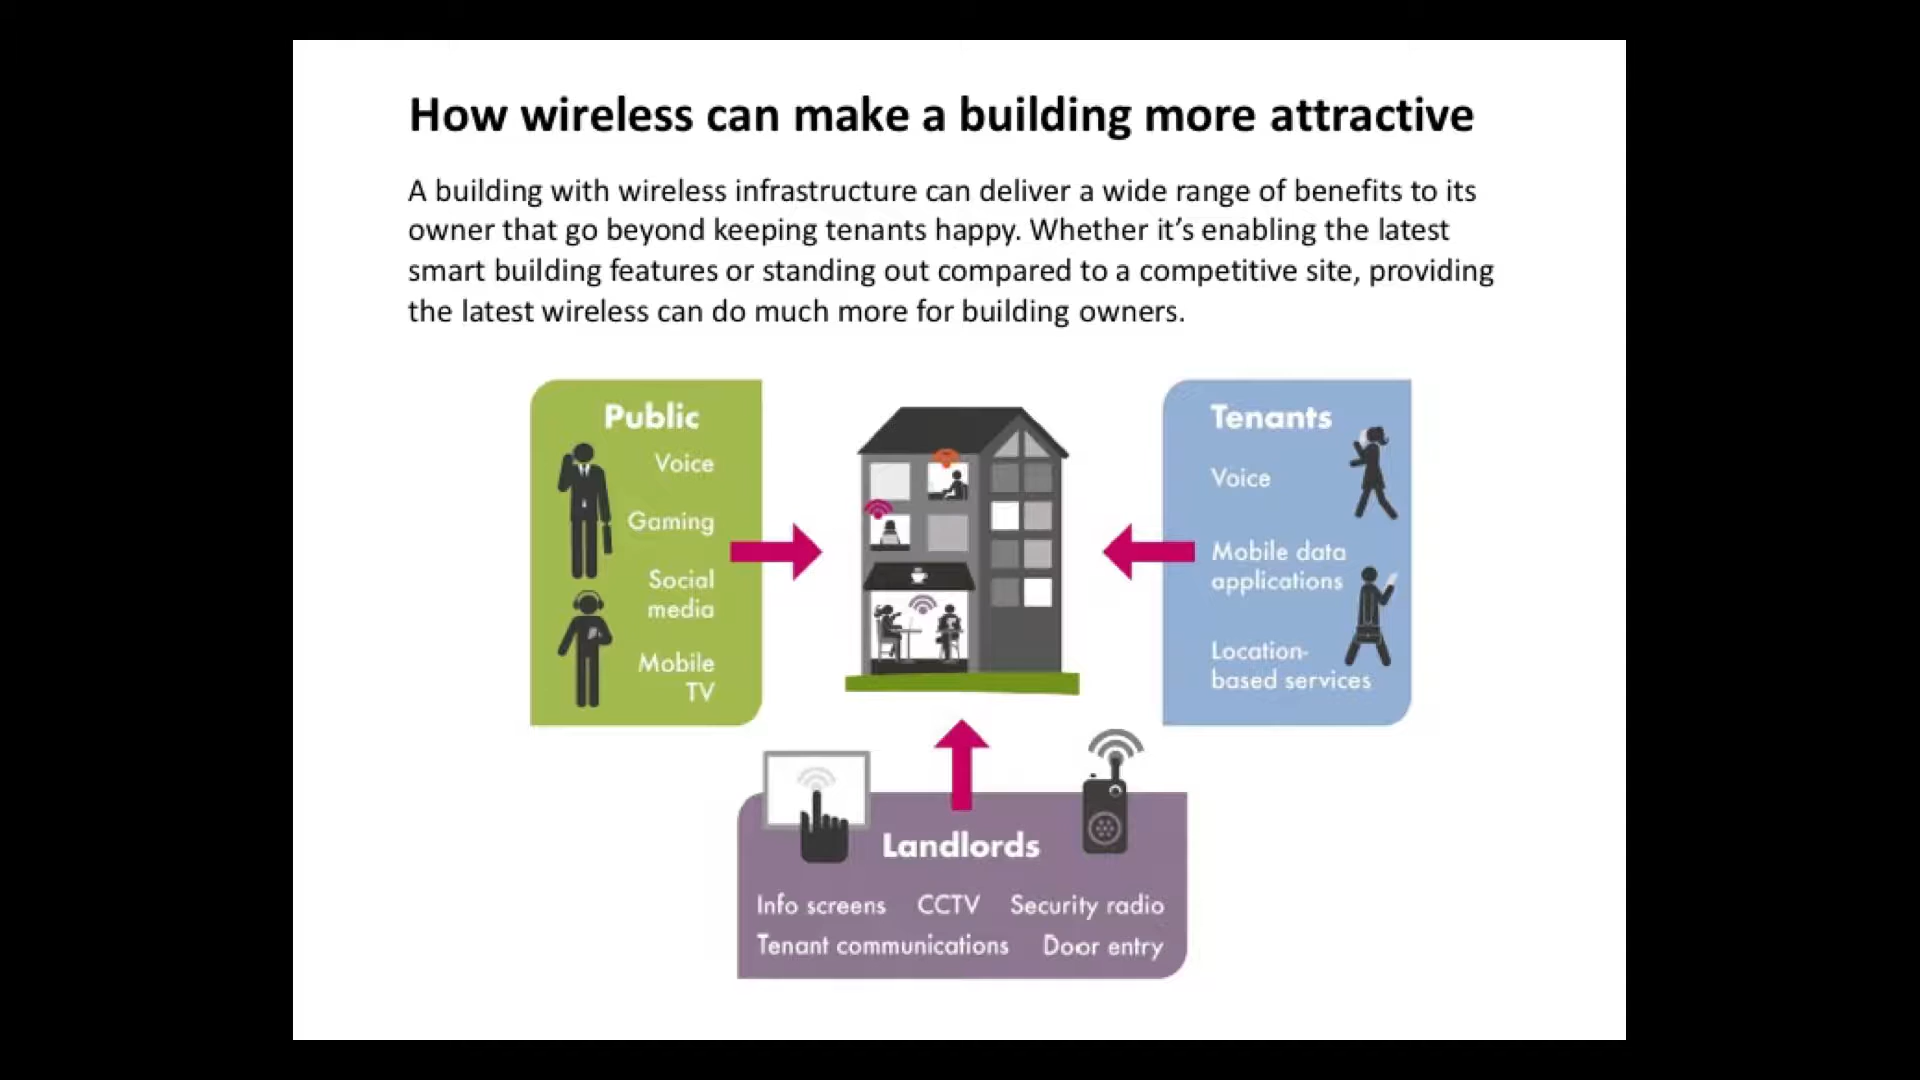 How wireless can make a building more attractive
A building with wireless infrastructure can deliver a wide range of benefits to its
owner that go beyond keeping tenants happy. Whether it’s enabling the latest
smart building features or standing out compared to a competitive site, providing
the latest wireless can do much more for building owners.
Public
Voice
Gaming
Social
media
Mobile
TV
Tenants
Voice
Mobile data
applications
Location-
based services
Landlords
Info screens CCTV Security radio
Tenant communications Door entry